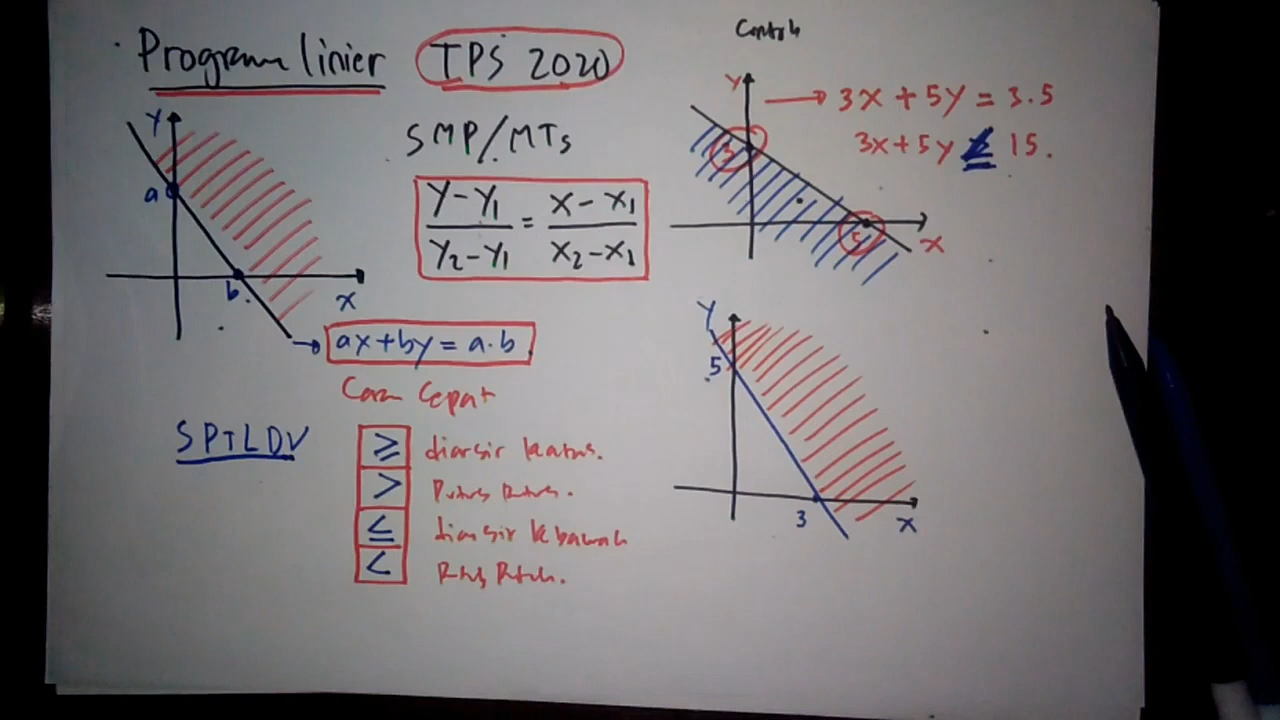 Program linier TPS 2020
SMP/MTs
Y
a
b
X
y-y₁/y₂-y₁ = x-x₁/x₂-x₁
ax+by = a.b
Cara Cepat
SPTLDV
≥ diarsir keatas.
>
≤ diarsir kebawah
<
Contoh
Y
3
5
X
3x+5y = 3.5
3x+5y ≤ 15.
Y
5
3
X